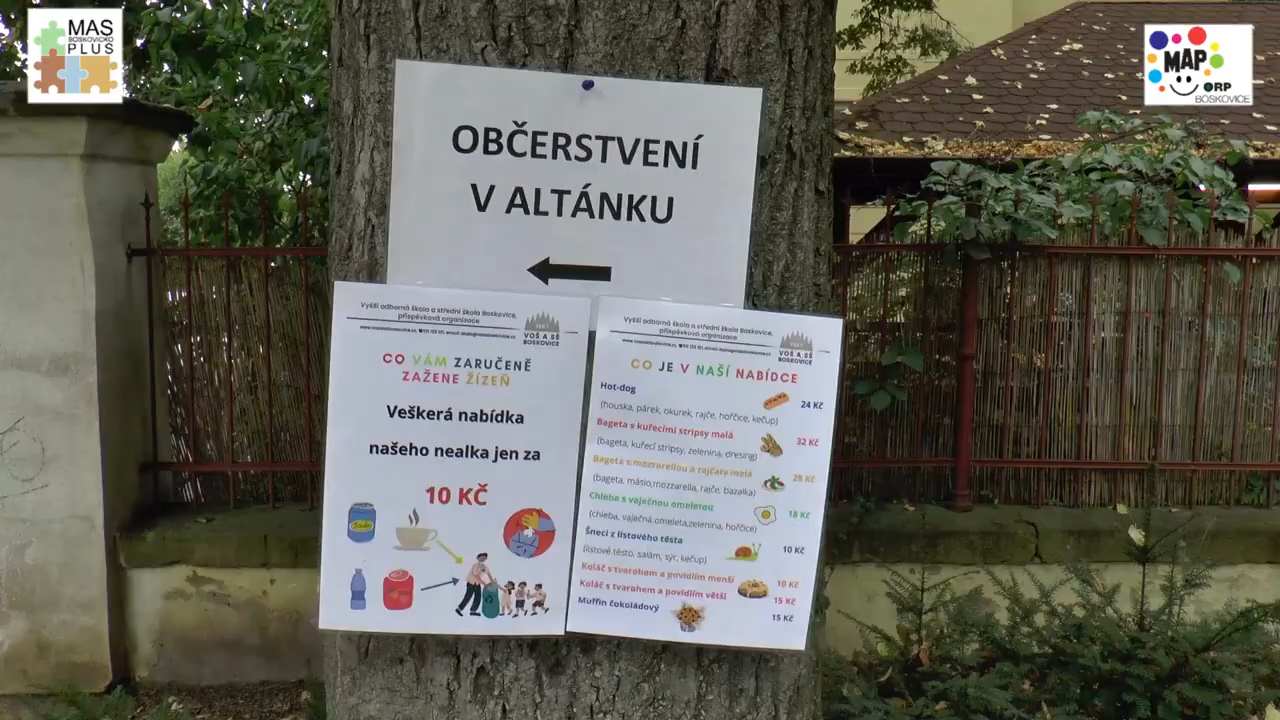 MAS
BOSKOVICKO
PLUS
MAP
ORP
BOSKOVICE
OBČERSTVENÍ
V ALTÁNKU
Vyšší odborná škola a střední škola Boskovice,
příspěvková organizace
VOŠ A SŠ
BOSKOVICE
CO VÁM ZARUČENĚ
ZAŽENE ŽÍZEŇ
Veškerá nabídka
našeho nealka jen za
10 KČ
Vyšší odborná škola a střední škola Boskovice,
příspěvková organizace
VOŠ A SŠ
BOSKOVICE
CO JE V NAŠÍ NABÍDCE
Hot-dog 24 Kč
(houska, párek, okurek, rajče, hořčice, kečup)
Bageta s kuřecími stripsy malá 32 Kč
(bageta, kuřecí stripsy, zelenina, dresing)
Bageta s mozzarellou a rajčaty malá 28 Kč
(bageta, máslo,mozzarella, rajče, bazalka)
Chleba s vaječnou omeletou 18 Kč
(chleba, vaječná omeleta,zelenina, hořčice)
Šneci z listového těsta 10 Kč
(listové těsto, salám, sýr, kečup)
Koláč s tvarohem a povidlím menší 10 Kč
Koláč s tvarohem a povidlím větší 15 Kč
Muffin čokoládový 15 Kč